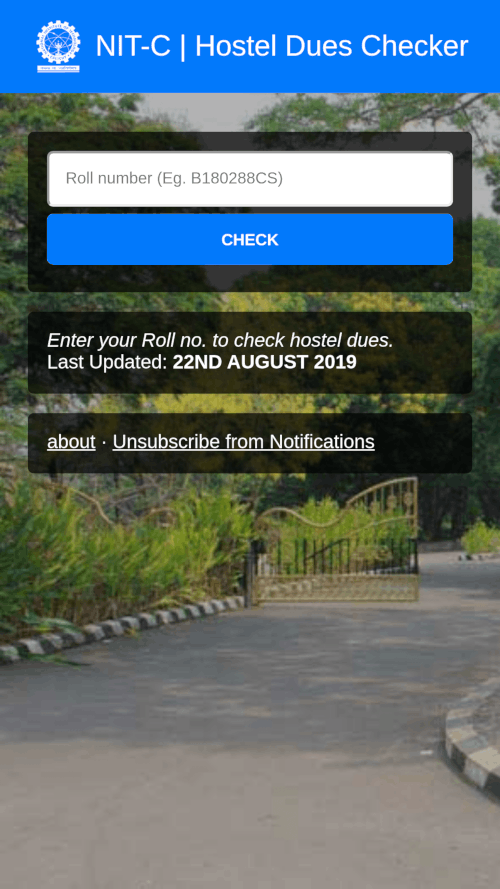 NIT-C | Hostel Dues Checker
Roll number (Eg. B180288CS)
CHECK
Enter your Roll no. to check hostel dues.
Last Updated: 22ND AUGUST 2019
about · Unsubscribe from Notifications